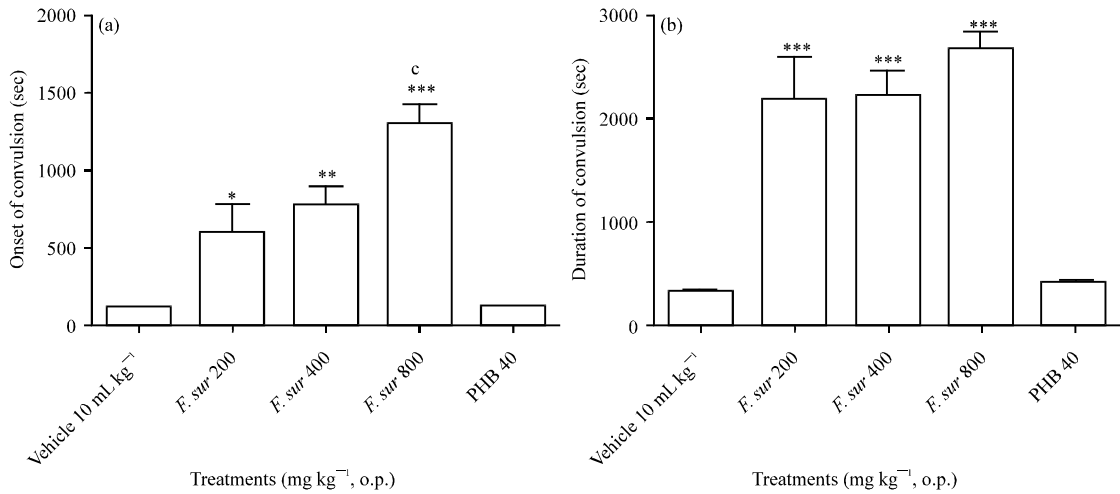 (a)
2000
1500
1000
500
0
Onset of convulsion (sec)
*
**
c
***
Vehicle 10 mL kg⁻¹
F. sur 200
F. sur 400
F. sur 800
PHB 40
Treatments (mg kg⁻¹, o.p.)
(b)
3000
2000
1000
0
Duration of convulsion (sec)
***
***
***
Vehicle 10 mL kg⁻¹
F. sur 200
F. sur 400
F. sur 800
PHB 40
Treatments (mg kg⁻¹, o.p.)